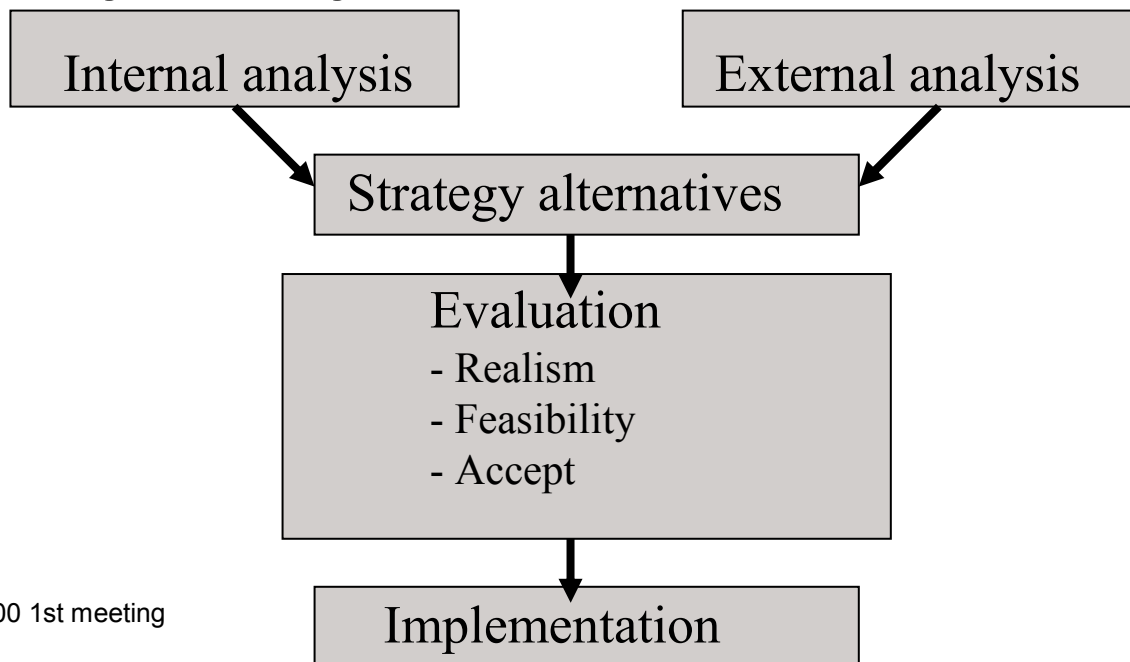 Internal analysis
External analysis
Strategy alternatives
Evaluation
- Realism
- Feasibility
- Accept
00 1st meeting
Implementation